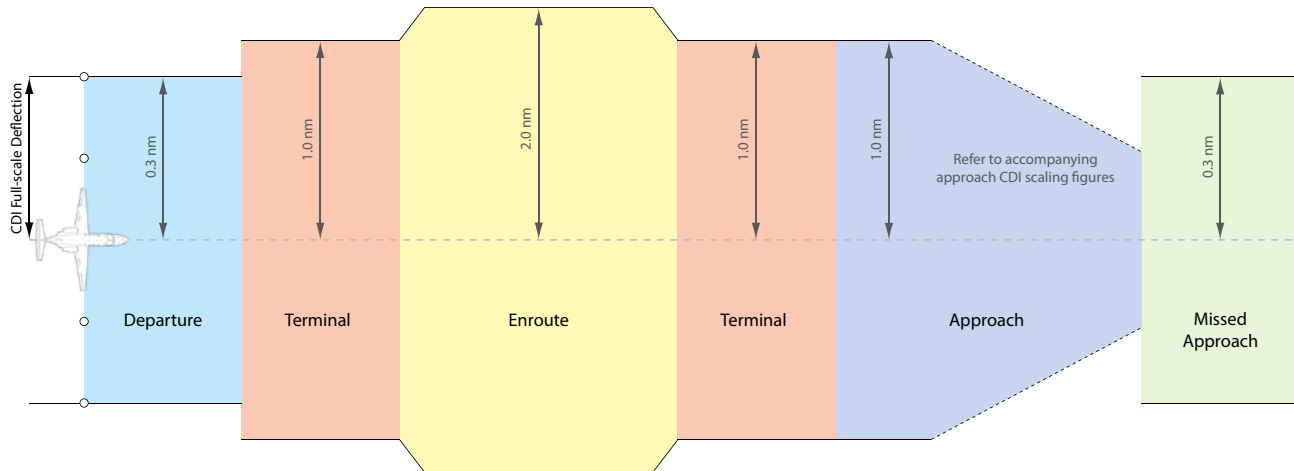 CDI Full-scale Deflection
0.3 nm
1.0 nm
2.0 nm
1.0 nm
1.0 nm
Refer to accompanying
approach CDI scaling figures
0.3 nm
Departure
Terminal
Enroute
Terminal
Approach
Missed
Approach